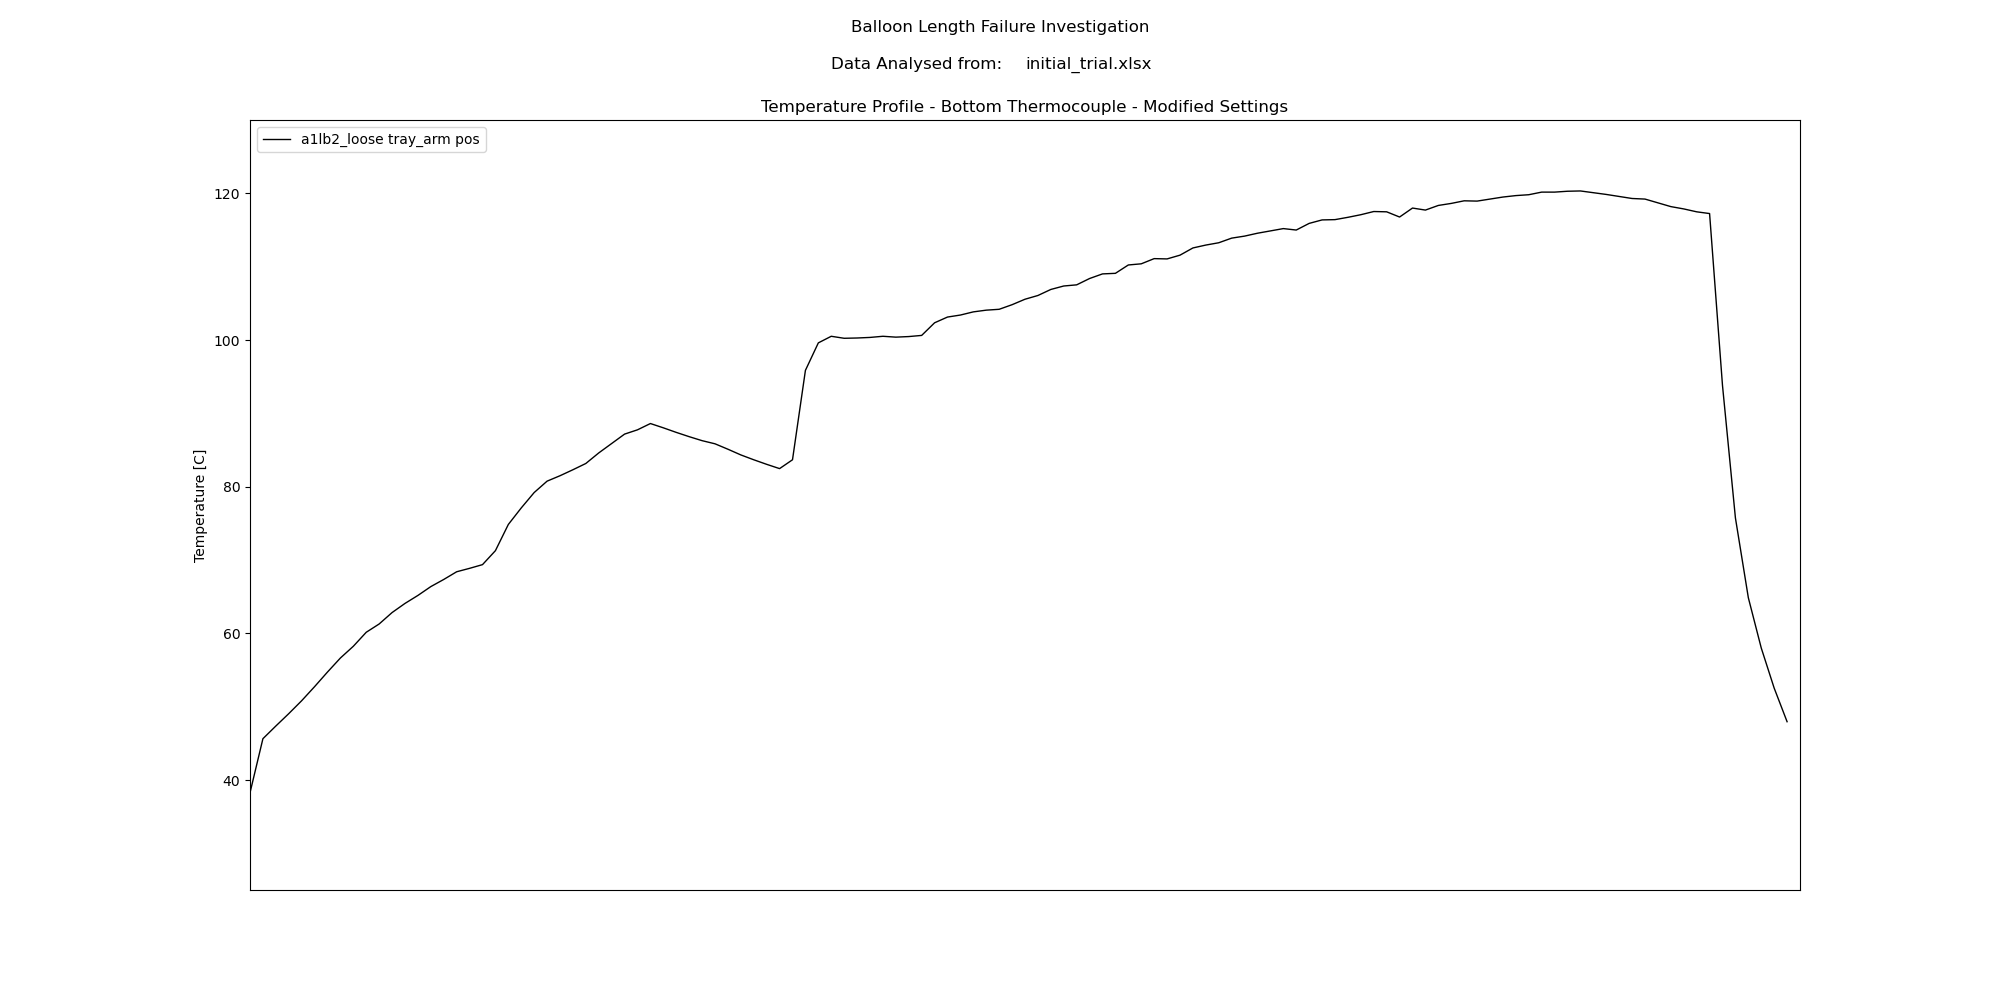 Balloon Length Failure Investigation
Data Analysed from: initial_trial.xlsx
Temperature Profile - Bottom Thermocouple - Modified Settings
a1lb2_loose tray_arm pos
120
100
80
60
40
Temperature [C]